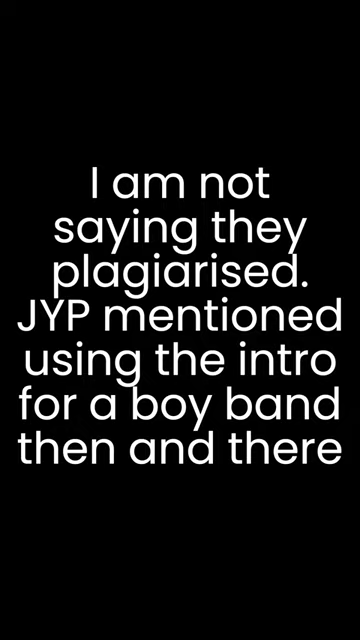 I am not
saying they
plagiarised.
JYP mentioned
using the intro
for a boy band
then and there